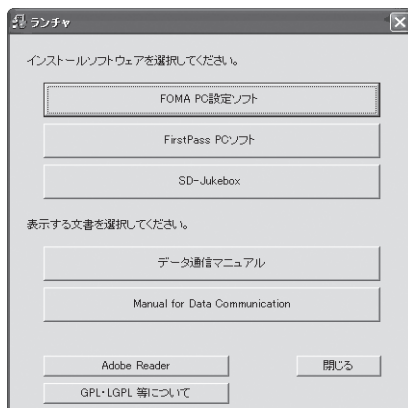 ランチャ
インストールソフトウェアを選択してください。
FOMA PC設定ソフト
FirstPass PCソフト
SD-Jukebox
表示する文書を選択してください。
データ通信マニュアル
Manual for Data Communication
Adobe Reader
閉じる
GPL・LGPL 等について